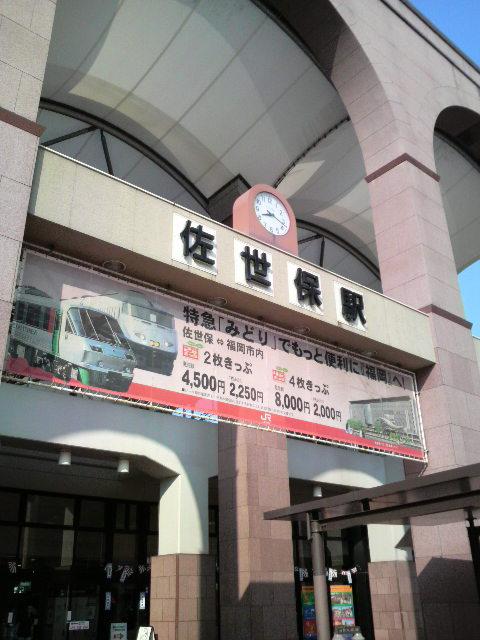 佐世保駅
特急「みどり」でもっと便利に『福岡』へ!
佐世保 ⇔ 福岡市内
2枚きっぷ
4,500円 2,250円
4枚きっぷ
8,000円 2,000円
JR